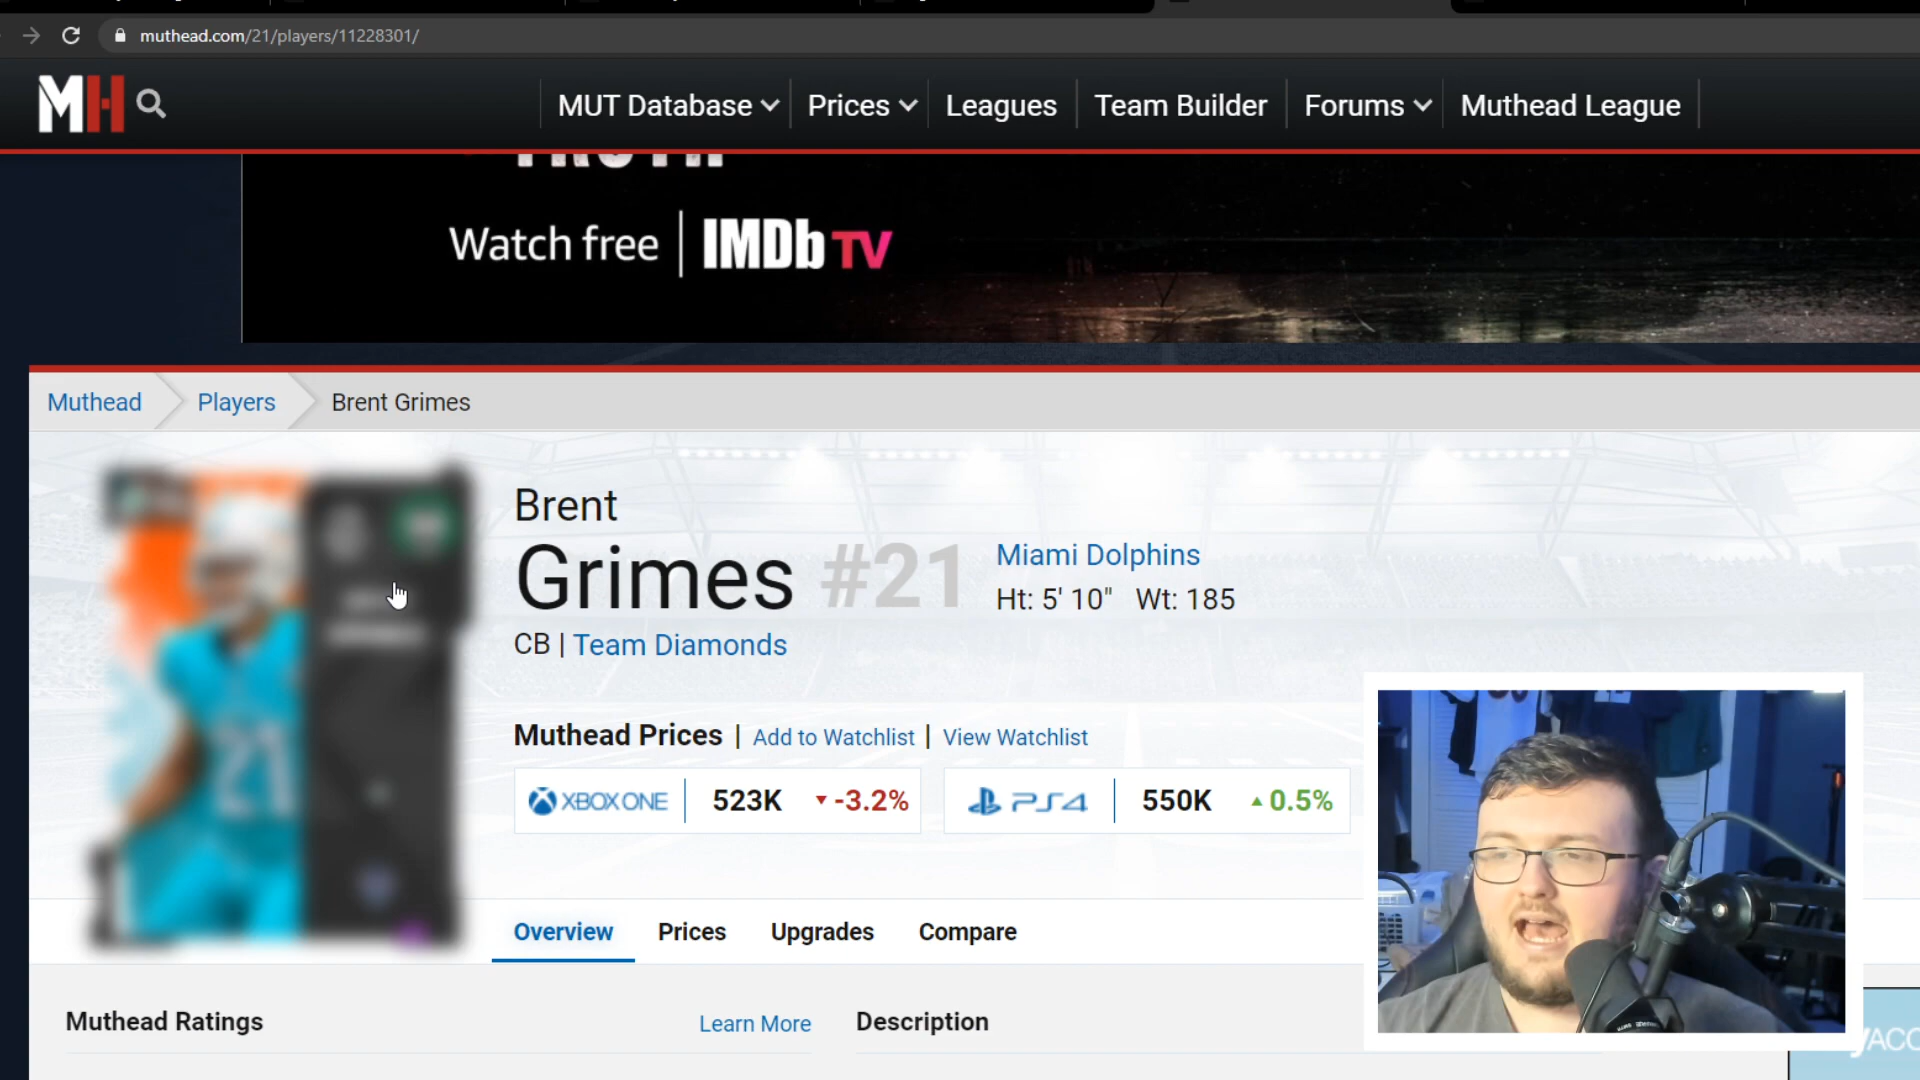 muthead.com/21/players/11228301/
MH
MUT Database
Prices
Leagues
Team Builder
Forums
Muthead League
Watch free | IMDb TV
Muthead
Players
Brent Grimes
Brent
Grimes #21
Miami Dolphins
Ht: 5' 10" Wt: 185
CB | Team Diamonds
Muthead Prices | Add to Watchlist | View Watchlist
XBOX ONE 523K -3.2%
PS4 550K 0.5%
Overview
Prices
Upgrades
Compare
Muthead Ratings
Learn More
Description
21